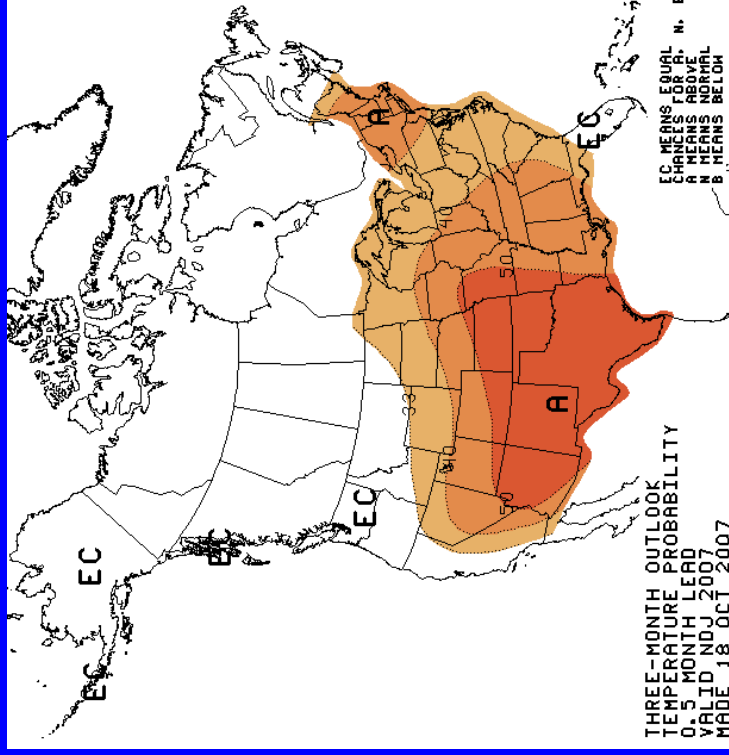 EC
EC
EC
EC
A
EC
33
40
40
50
50
A
THREE-MONTH OUTLOOK
TEMPERATURE PROBABILITY
0.5 MONTH LEAD
VALID NDJ 2007
MADE 18 OCT 2007
EC MEANS EQUAL
CHANCES FOR A, N,
A MEANS ABOVE
N MEANS NORMAL
B MEANS BELOW